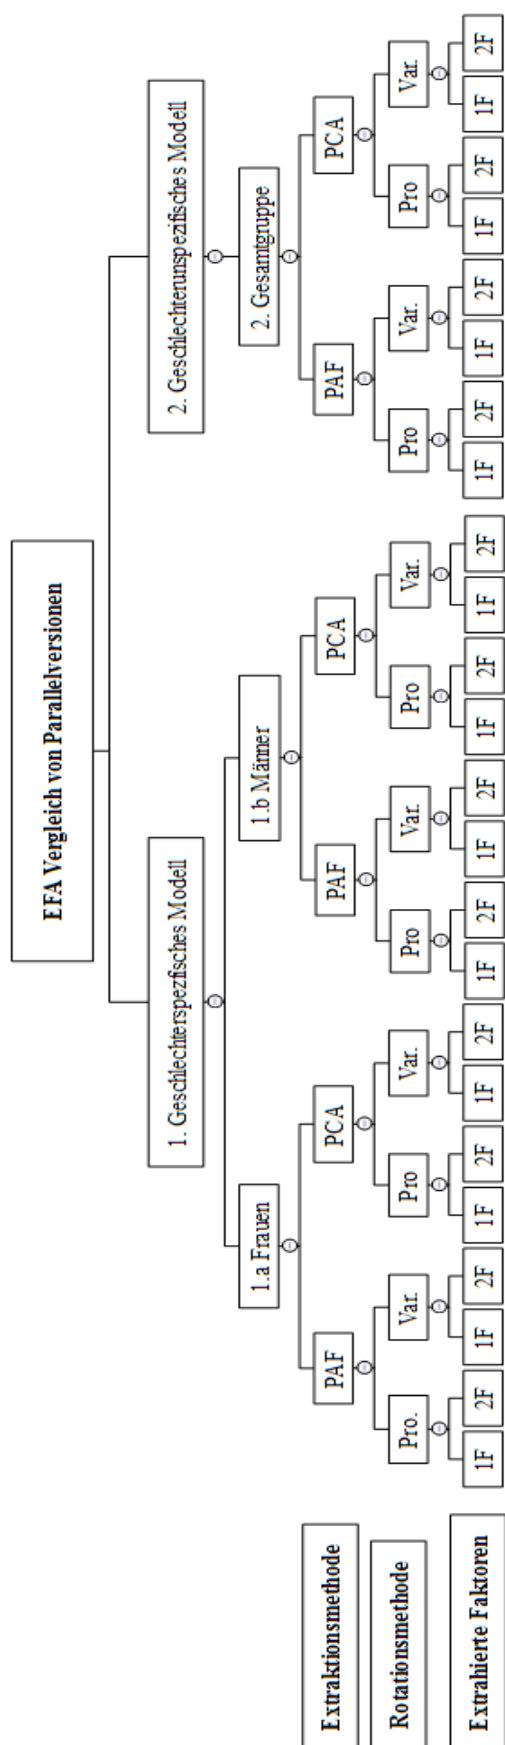 EFA Vergleich von Parallelversionen
1. Geschlechterspezifisches Modell
2. Geschlechterunspezifisches Modell
1.a Frauen
1.b Männer
2. Gesamtgruppe
Extraktionsmethode
PAF
PCA
PAF
PCA
PAF
PCA
Rotationsmethode
Pro.
Var.
Pro
Var.
Pro
Var.
Pro
Var.
Pro
Var.
Pro
Var.
Extrahierte Faktoren
1F
2F
1F
2F
1F
2F
1F
2F
1F
2F
1F
2F
1F
2F
1F
2F
1F
2F
1F
2F
1F
2F
1F
2F